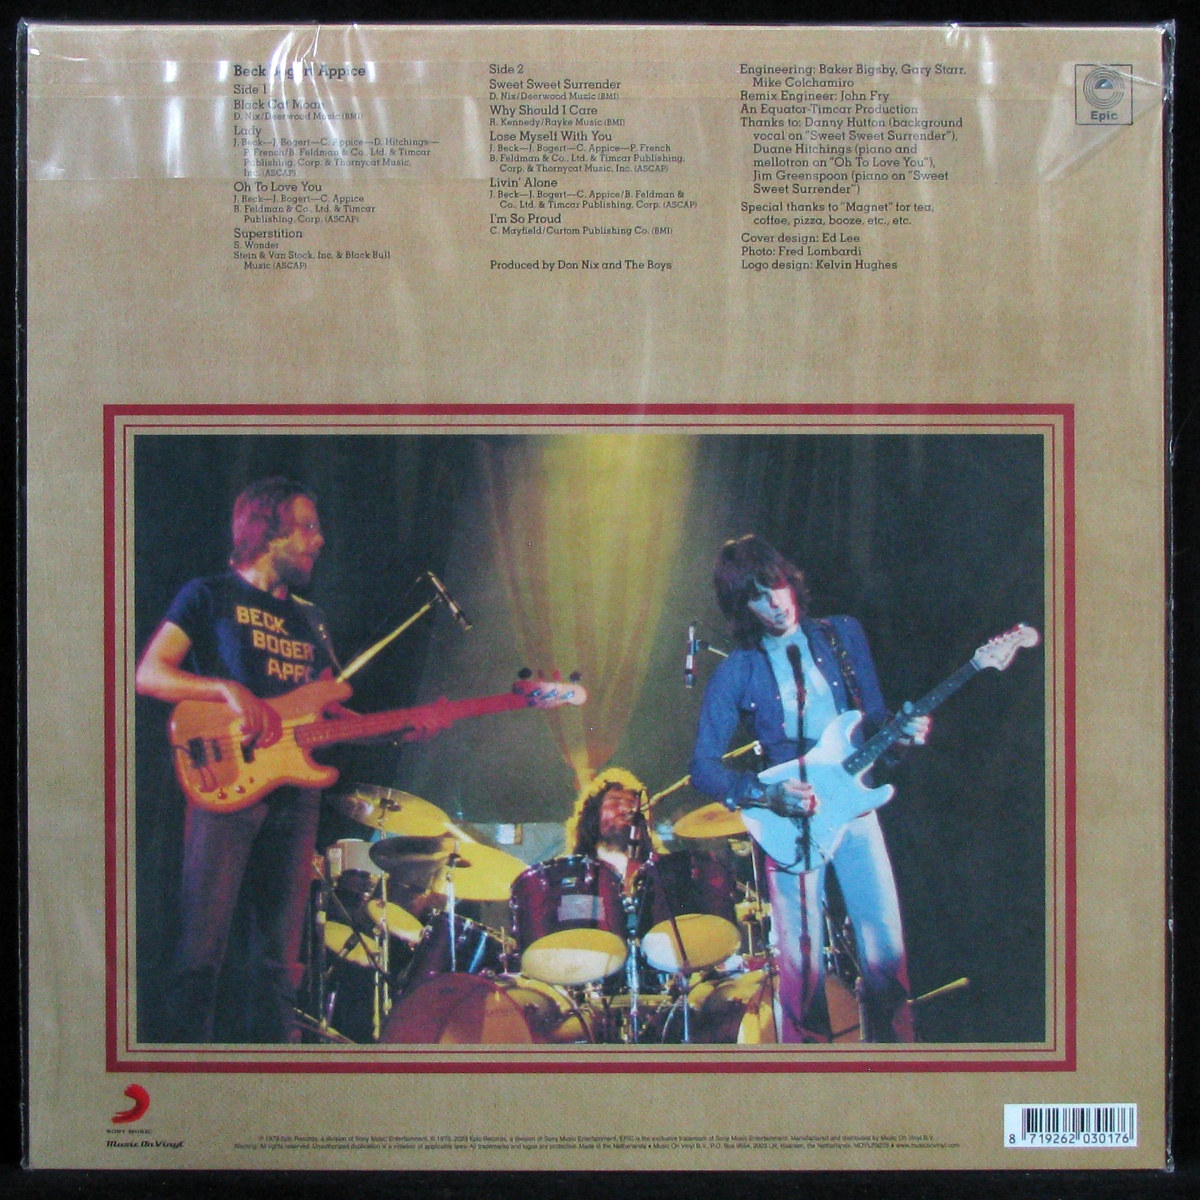 Beck Bogert Appice
Side 1
Black Cat Moan
D. Nix/Deerwood Music (BMI)
Lady
J. Beck—J. Bogert—C. Appice—D. Hitchings—
P. French/B. Feldman & Co., Ltd. & Timcar
Publishing, Corp. & Thornycat Music,
Inc. (ASCAP)
Oh To Love You
J. Beck—J. Bogert—C. Appice
B. Feldman & Co., Ltd. & Timcar
Publishing, Corp. (ASCAP)
Superstition
S. Wonder
Stein & Van Stock, Inc. & Black Bull
Music (ASCAP)
Side 2
Sweet Sweet Surrender
D. Nix/Deerwood Music (BMI)
Why Should I Care
R. Kennedy/Rayke Music (BMI)
Lose Myself With You
J. Beck—J. Bogert—C. Appice—P. French
B. Feldman & Co., Ltd. & Timcar Publishing,
Corp. & Thornycat Music, Inc. (ASCAP)
Livin' Alone
J. Beck—J. Bogert—C. Appice/B. Feldman &
Co., Ltd. & Timcar Publishing, Corp. (ASCAP)
I'm So Proud
C. Mayfield/Curtom Publishing Co. (BMI)
Produced by Don Nix and The Boys
Engineering: Baker Bigsby, Gary Starr,
Mike Colchamiro
Remix Engineer: John Fry
An Equator-Timcar Production
Thanks to: Danny Hutton (background
vocal on "Sweet Sweet Surrender"),
Duane Hitchings (piano and
mellotron on "Oh To Love You"),
Jim Greenspoon (piano on "Sweet
Sweet Surrender")
Special thanks to "Magnet" for tea,
coffee, pizza, booze, etc., etc.
Cover design: Ed Lee
Photo: Fred Lombardi
Logo design: Kelvin Hughes
Epic
BECK
BOGER
APPI
SONY MUSIC
Music On Vinyl
8 719262 030176